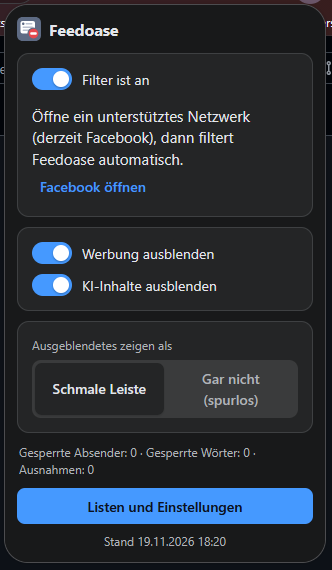 Feedoase
Filter ist an
Öffne ein unterstütztes Netzwerk
(derzeit Facebook), dann filtert
Feedoase automatisch.
Facebook öffnen
Werbung ausblenden
KI-Inhalte ausblenden
Ausgeblendetes zeigen als
Schmale Leiste
Gar nicht
(spurlos)
Gesperrte Absender: 0 · Gesperrte Wörter: 0 ·
Ausnahmen: 0
Listen und Einstellungen
Stand 19.11.2026 18:20